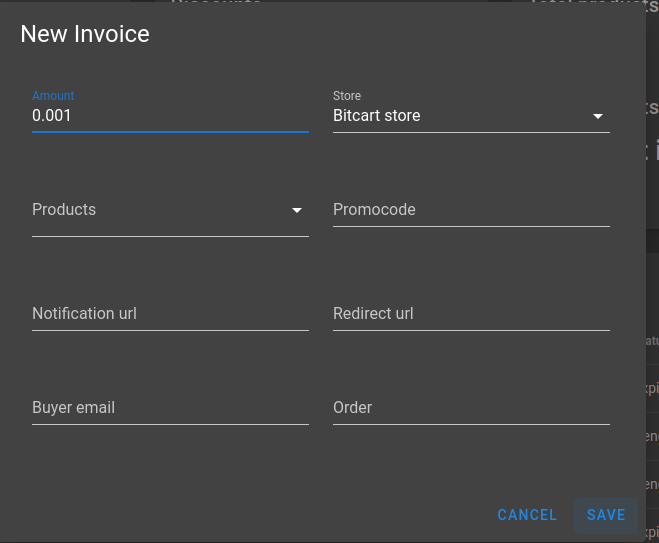 New Invoice
Amount
Store
0.001
Bitcart store
Products
Promocode
Notification url
Redirect url
Buyer email
Order
CANCEL
SAVE